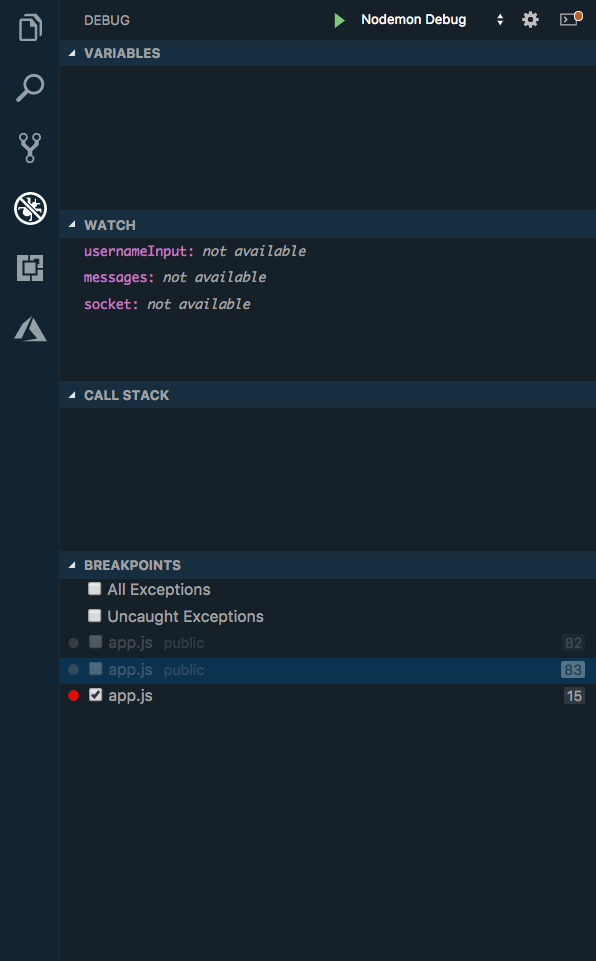 DEBUG Nodemon Debug
VARIABLES
WATCH
usernameInput: not available
messages: not available
socket: not available
CALL STACK
BREAKPOINTS
All Exceptions
Uncaught Exceptions
app.js public 82
app.js public 83
app.js 15